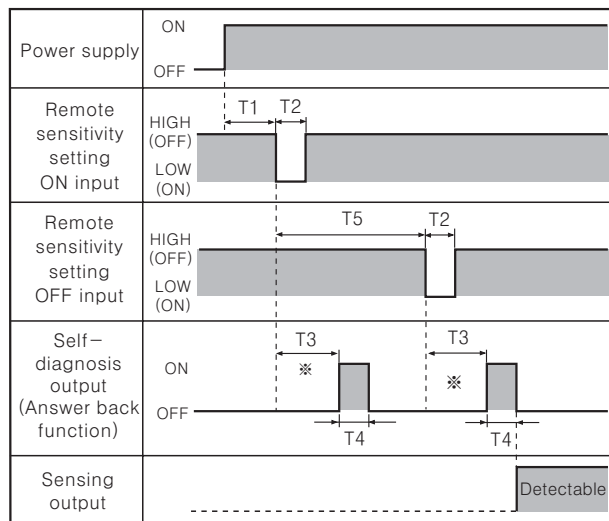 Power supply
ON
OFF
Remote
sensitivity
setting
ON input
HIGH
(OFF)
LOW
(ON)
T1
T2
Remote
sensitivity
setting
OFF input
HIGH
(OFF)
LOW
(ON)
T5
T2
Self-
diagnosis
output
(Answer back
function)
ON
OFF
T3
※
T4
T3
※
T4
Sensing
output
Detectable